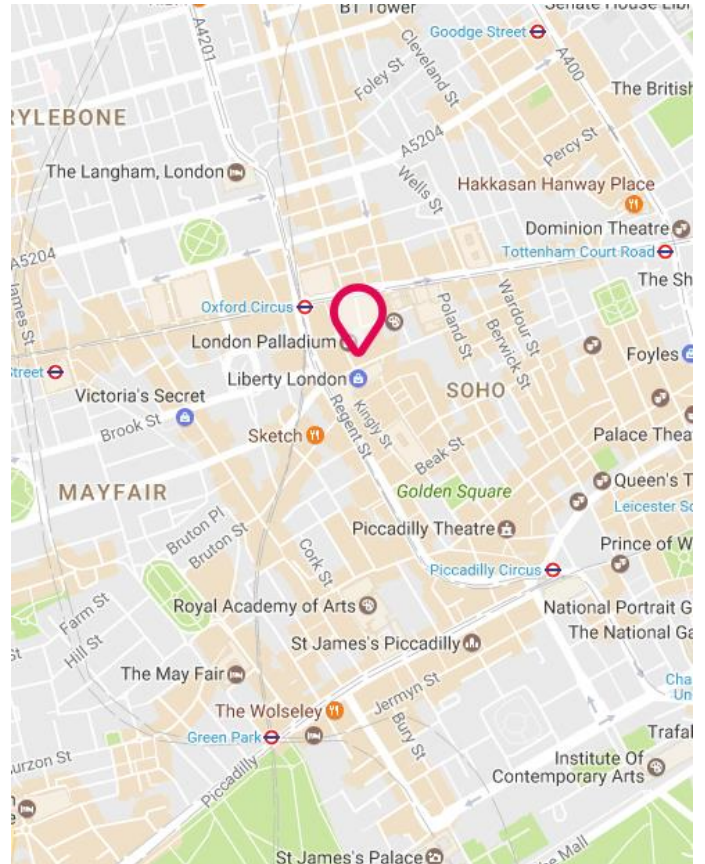 BT Tower
Senate House Libr
Goodge Street
A4201
Cleveland St
A400
Foley St
The British
RYLEBONE
A5204
Percy St
The Langham, London
Wells St
Hakkasan Hanway Place
Dominion Theatre
Tottenham Court Road
A5204
The Sh
James St
Oxford Circus
Poland St
Wardour St
Berwick St
London Palladium
Foyles
Street
Liberty London
SOHO
Victoria's Secret
Kingly St
Regent St
Brook St
Palace Thea
Sketch
Beak St
Queen's T
MAYFAIR
Golden Square
Leicester Sq
Bruton Pl
Piccadilly Theatre
Bruton St
Prince of W
Cork St
Piccadilly Circus
Farm St
Royal Academy of Arts
National Portrait G
Hill St
St James's Piccadilly
The National Ga
St
The May Fair
Jermyn St
Cha
Un
The Wolseley
Bury St
Green Park
Trafal
urzon St
Institute Of
Contemporary Arts
Piccadilly
The Mall
St James's Palace